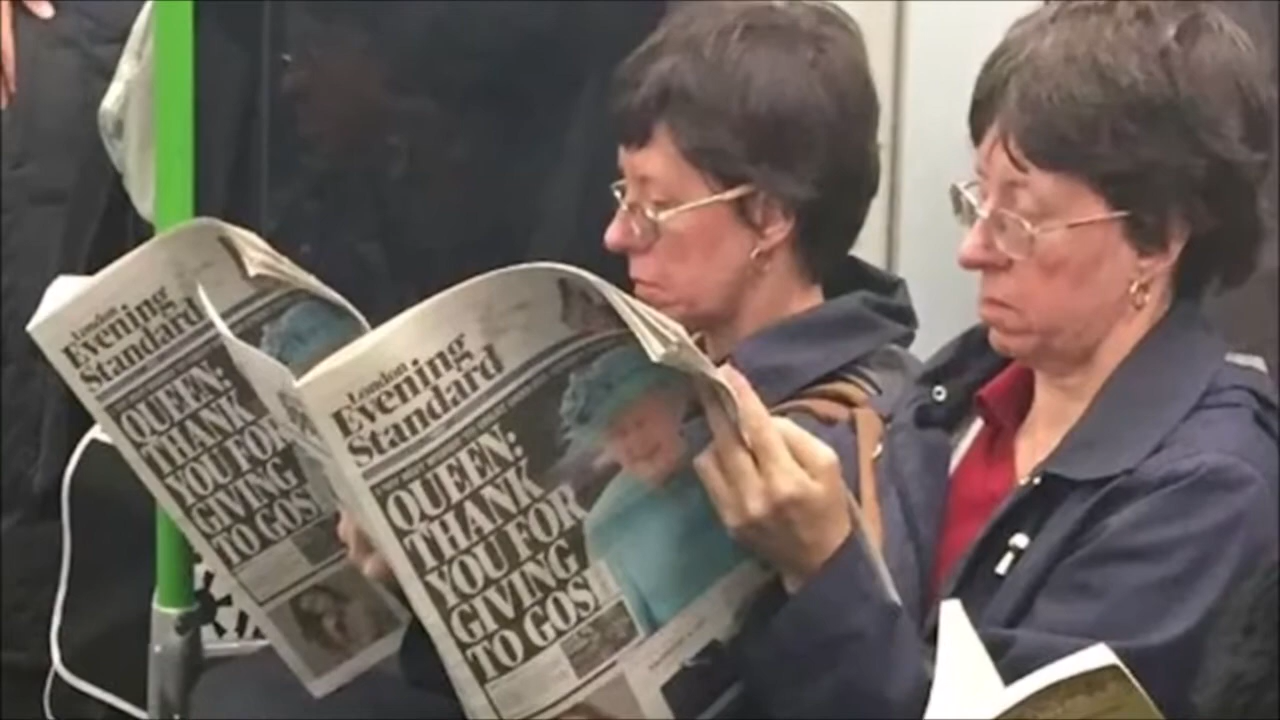 London
Evening
Standard
QUEEN:
THANK
YOU FOR
GIVING
TO GOSH
London
Evening
Standard
QUEEN:
THANK
YOU FOR
GIVING
TO GOS!